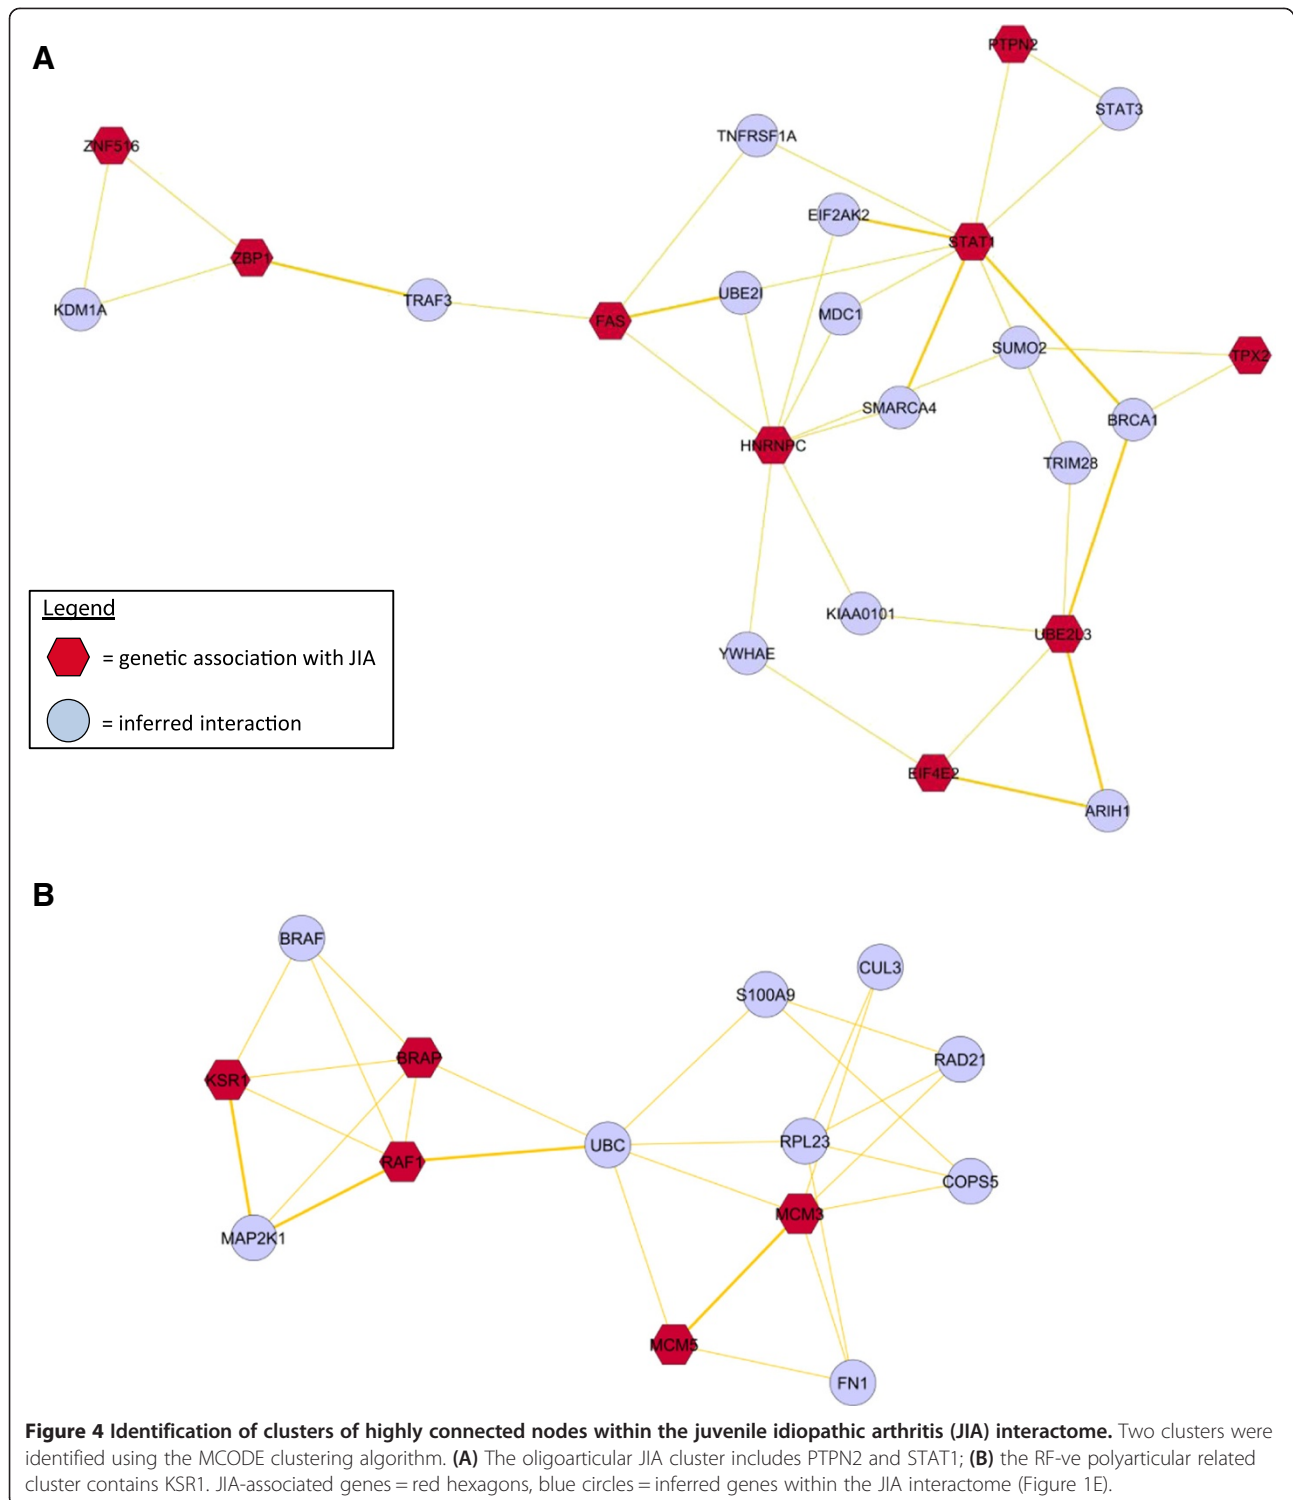 A
PTPN2
STAT3
TNFRSF1A
ZNF516
EIF2AK2
STAT1
ZBP1
UBE2I
TRAF3
KDM1A
MDC1
FAS
SUMO2
TPX2
SMARCA4
BRCA1
HNRNPC
TRIM28
KIAA0101
UBE2L3
YWHAE
EIF4E2
ARIH1
Legend
= genetic association with JIA
= inferred interaction
B
BRAF
CUL3
S100A9
BRAP
RAD21
KSR1
UBC
RPL23
RAF1
COPS5
MCM3
MAP2K1
MCM5
FN1
Figure 4 Identification of clusters of highly connected nodes within the juvenile idiopathic arthritis (JIA) interactome. Two clusters were
identified using the MCODE clustering algorithm. (A) The oligoarticular JIA cluster includes PTPN2 and STAT1; (B) the RF-ve polyarticular related
cluster contains KSR1. JIA-associated genes = red hexagons, blue circles = inferred genes within the JIA interactome (Figure 1E).